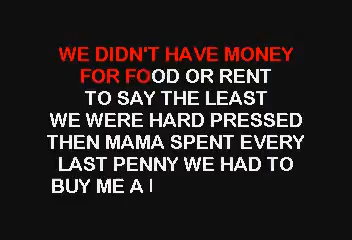 WE DIDN'T HAVE MONEY
FOR FOOD OR RENT
TO SAY THE LEAST
WE WERE HARD PRESSED
THEN MAMA SPENT EVERY
LAST PENNY WE HAD TO
BUY ME A